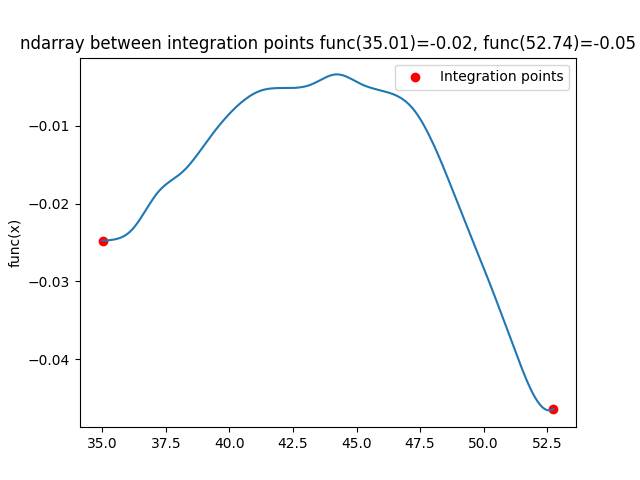 ndarray between integration points func(35.01)=-0.02, func(52.74)=-0.05
Integration points
func(x)
−0.01
−0.02
−0.03
−0.04
35.0 37.5 40.0 42.5 45.0 47.5 50.0 52.5